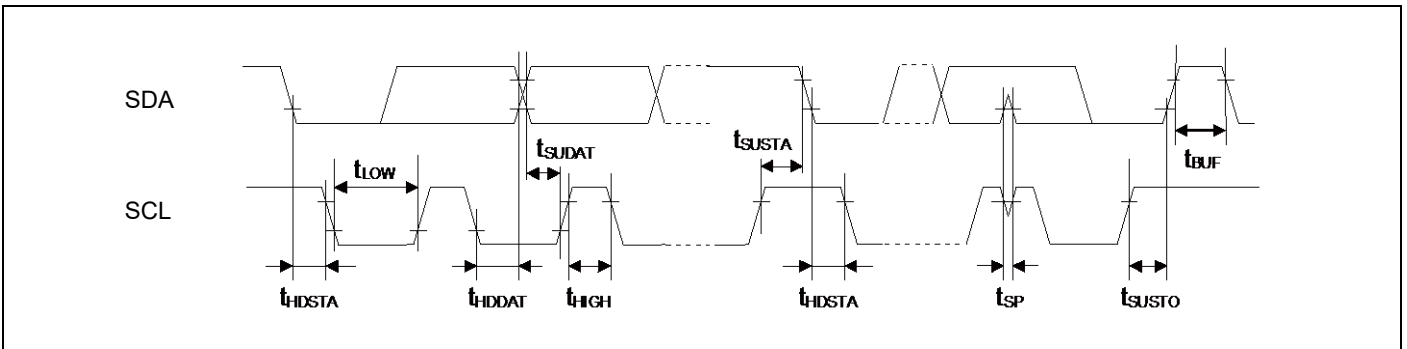 SDA
tSUDAT
tSUSTA
tBUF
tLOW
SCL
tHDSTA
tHDDAT
tHIGH
tHDSTA
tSP
tSUSTO